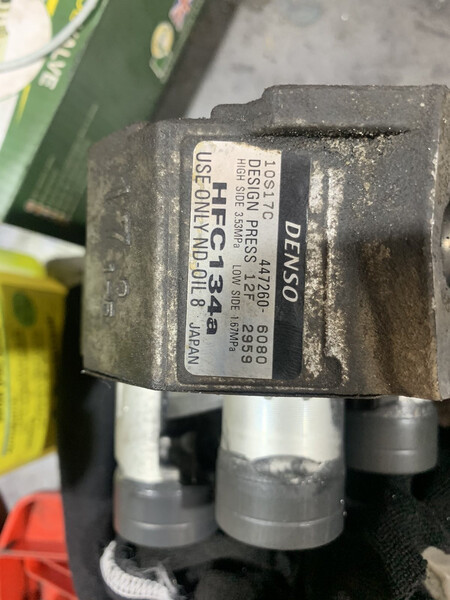 DENSO
10S17C 447260-6080
DESIGN PRESS 12F 2959
HIGH SIDE 3.53MPa LOW SIDE 1.67MPa
HFC134a
USE ONLY ND-OIL 8 JAPAN
VALVE